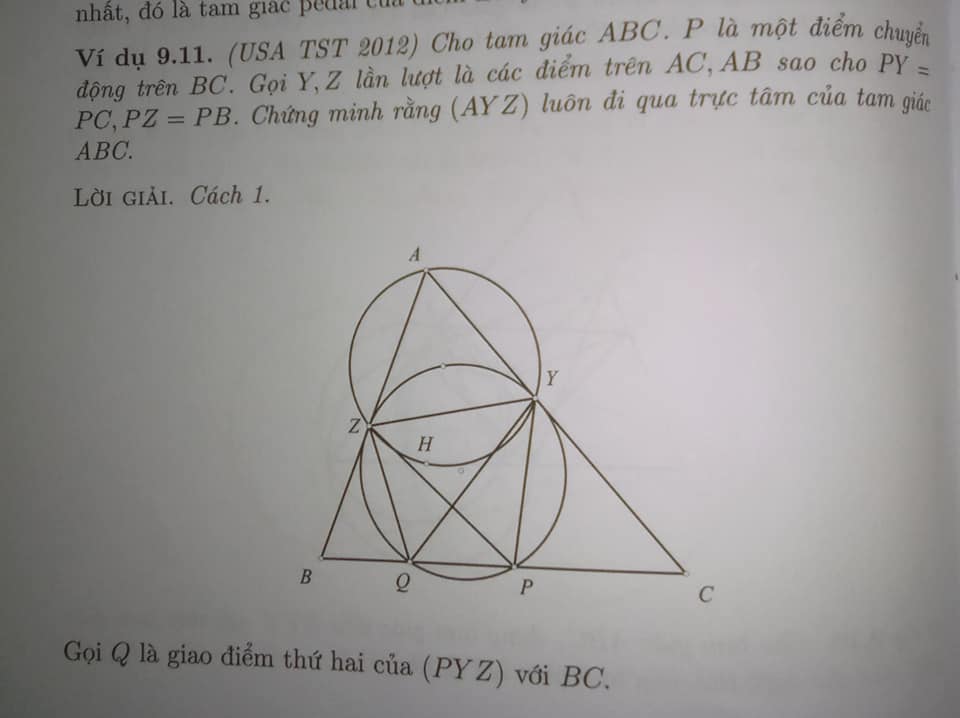 nhất, đó là tam giác pedal của
Ví dụ 9.11. (USA TST 2012) Cho tam giác ABC. P là một điểm chuyển
động trên BC. Gọi Y, Z lần lượt là các điểm trên AC, AB sao cho PY =
PC, PZ = PB. Chứng minh rằng (AYZ) luôn đi qua trực tâm của tam giác
ABC.
LỜI GIẢI. Cách 1.
A
Y
Z
H
B
Q
P
C
Gọi Q là giao điểm thứ hai của (PYZ) với BC.